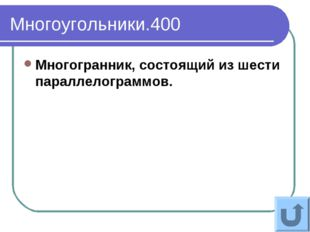 Многоугольники.400
Многогранник, состоящий из шести
параллелограммов.